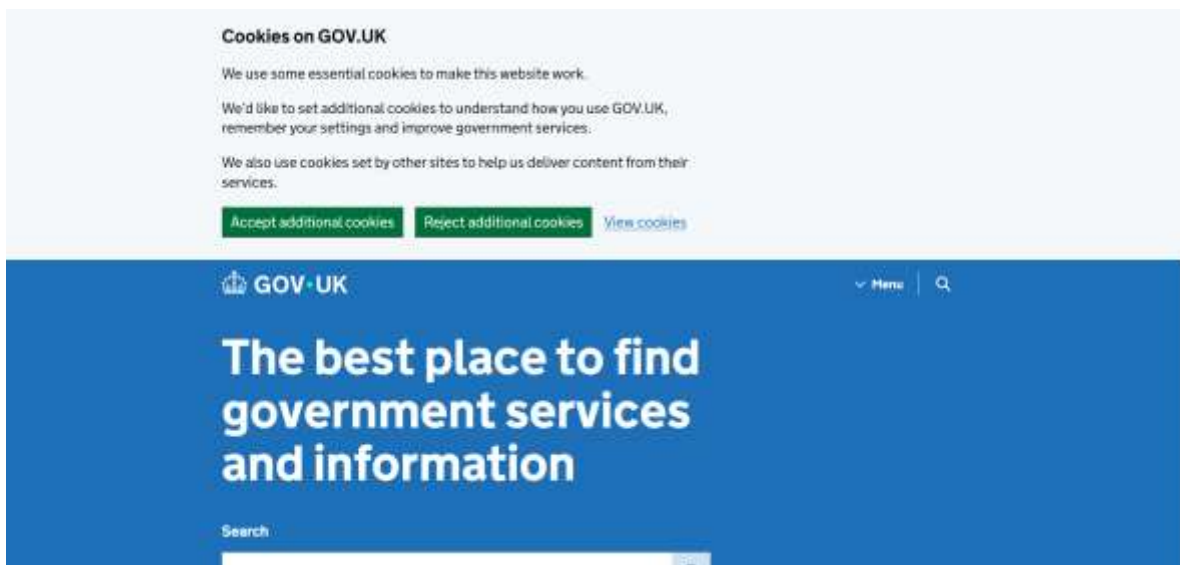 Cookies on GOV.UK
We use some essential cookies to make this website work.
We'd like to set additional cookies to understand how you use GOV.UK,
remember your settings and improve government services.
We also use cookies set by other sites to help us deliver content from their
services.
Accept additional cookies Reject additional cookies View cookies
GOV·UK Menu
The best place to find
government services
and information
Search